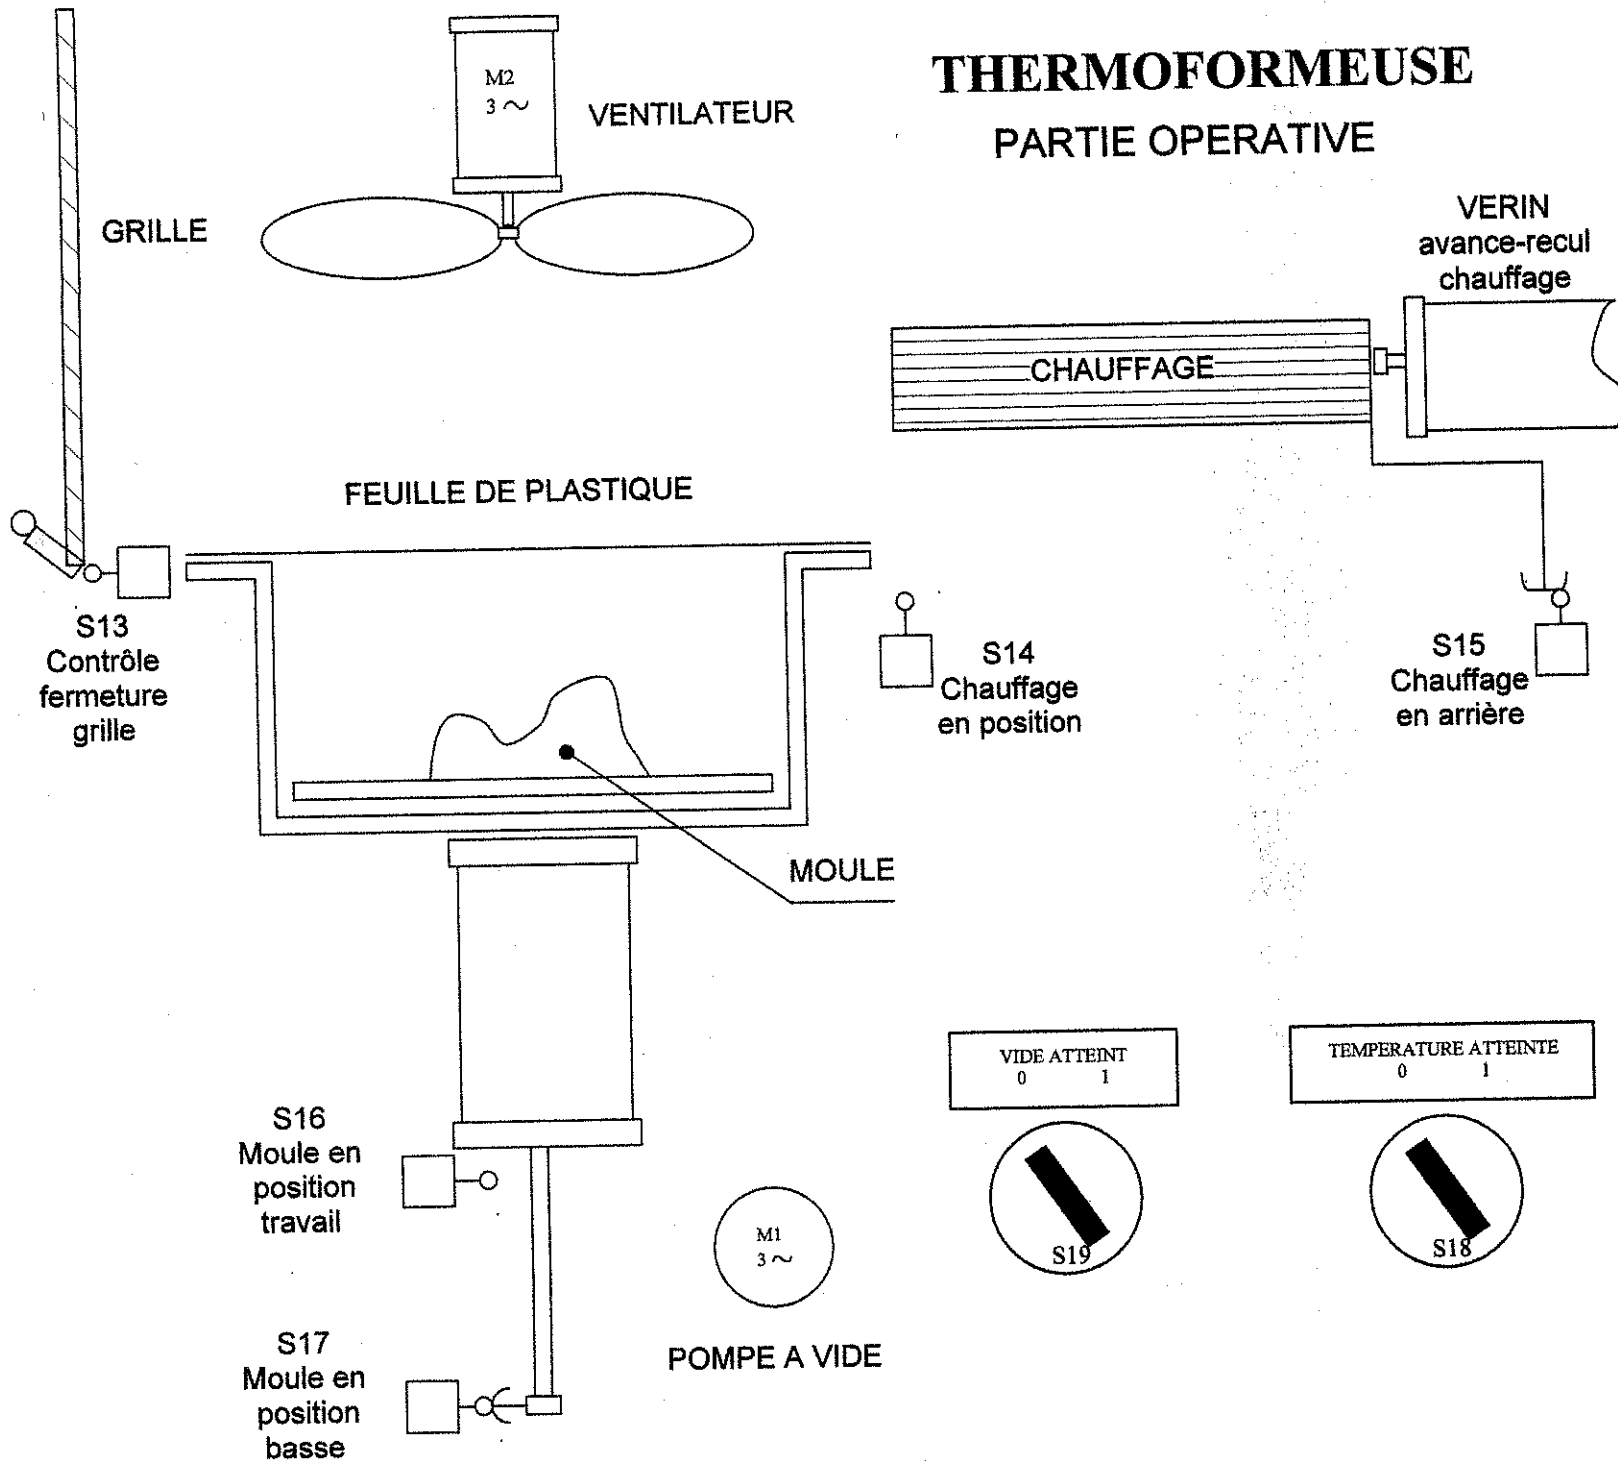 THERMOFORMEUSE
PARTIE OPERATIVE
M2
3 ~
VENTILATEUR
GRILLE
VERIN
avance-recul
chauffage
CHAUFFAGE
FEUILLE DE PLASTIQUE
S13
Contrôle
fermeture
grille
S14
Chauffage
en position
S15
Chauffage
en arrière
MOULE
VIDE ATTEINT
0 1
S19
TEMPERATURE ATTEINTE
0 1
S18
S16
Moule en
position
travail
M1
3 ~
POMPE A VIDE
S17
Moule en
position
basse